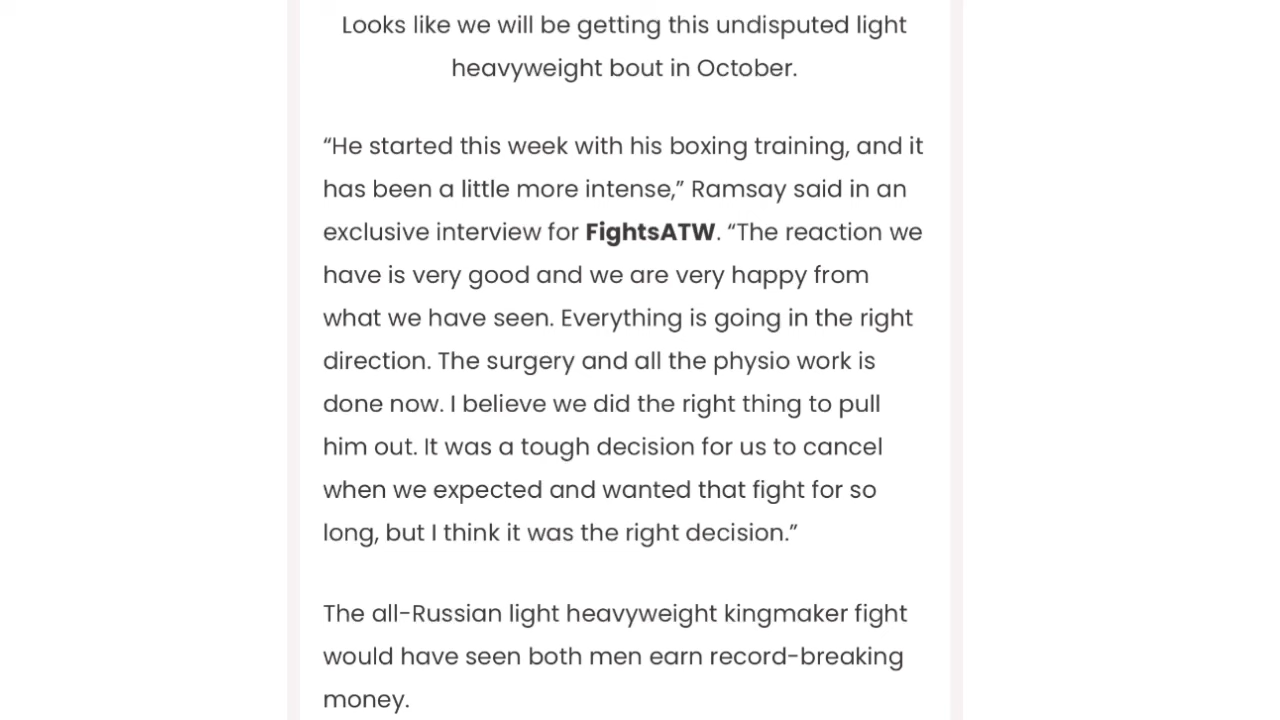 Looks like we will be getting this undisputed light
heavyweight bout in October.
“He started this week with his boxing training, and it
has been a little more intense,” Ramsay said in an
exclusive interview for FightsATW. “The reaction we
have is very good and we are very happy from
what we have seen. Everything is going in the right
direction. The surgery and all the physio work is
done now. I believe we did the right thing to pull
him out. It was a tough decision for us to cancel
when we expected and wanted that fight for so
long, but I think it was the right decision.”
The all-Russian light heavyweight kingmaker fight
would have seen both men earn record-breaking
money.